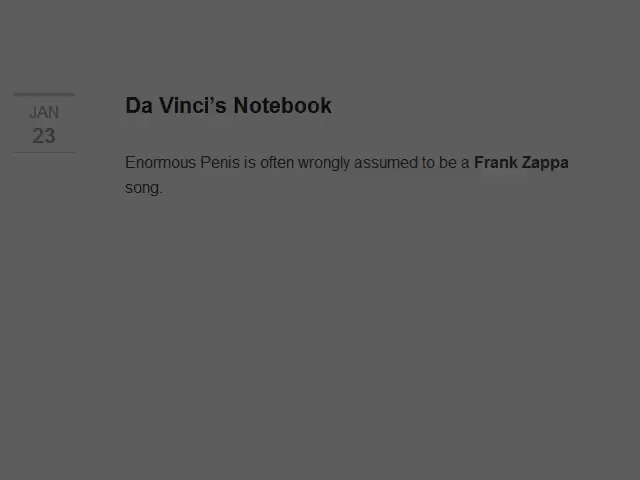 JAN
23
Da Vinci’s Notebook
Enormous Penis is often wrongly assumed to be a Frank Zappa
song.